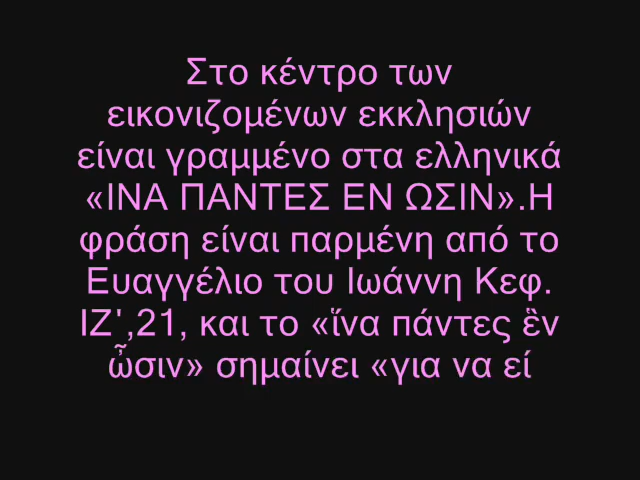 Στο κέντρο των
εικονιζομένων εκκλησιών
είναι γραμμένο στα ελληνικά
«ΙΝΑ ΠΑΝΤΕΣ ΕΝ ΩΣΙΝ».Η
φράση είναι παρμένη από το
Ευαγγέλιο του Ιωάννη Κεφ.
ΙΖ',21, και το «ἵνα πάντες ἓν
ὦσιν» σημαίνει «για να εί